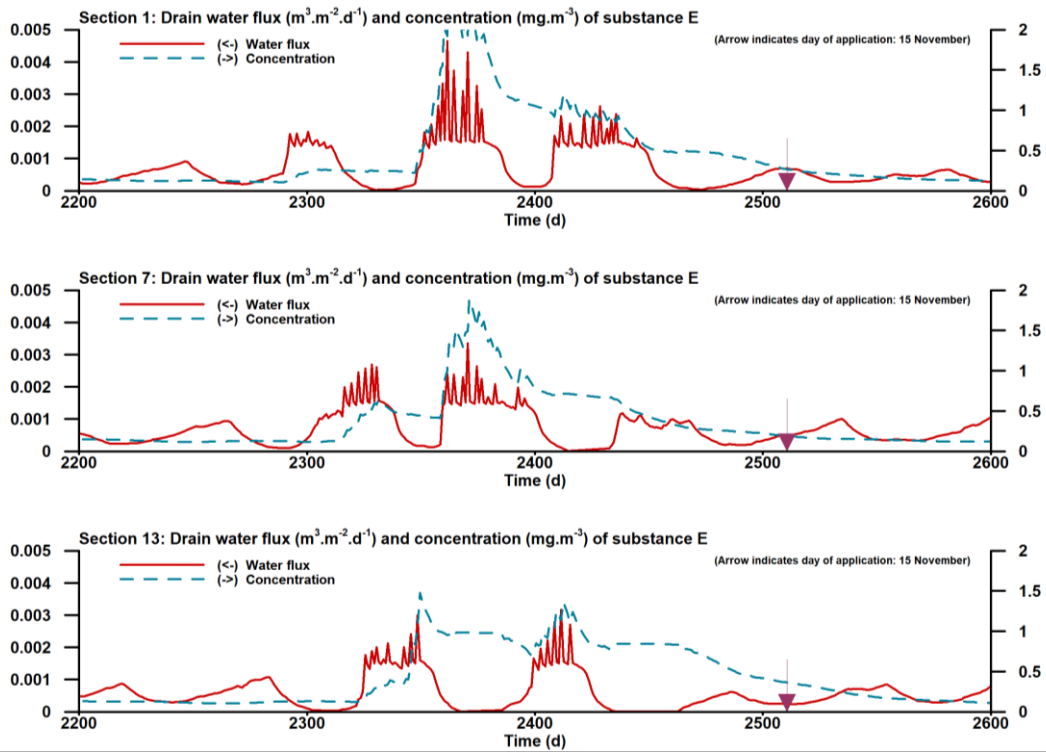 Section 1: Drain water flux (m³.m⁻².d⁻¹) and concentration (mg.m⁻³) of substance E
0.005 2
(<-) Water flux (Arrow indicates day of application: 15 November)
(->) Concentration
0.004 1.5
0.003 1
0.002
0.001 0.5
0 0
2200 2300 2400 2500 2600
Time (d)
Section 7: Drain water flux (m³.m⁻².d⁻¹) and concentration (mg.m⁻³) of substance E
0.005 2
(<-) Water flux (Arrow indicates day of application: 15 November)
(->) Concentration
0.004 1.5
0.003 1
0.002
0.001 0.5
0 0
2200 2300 2400 2500 2600
Time (d)
Section 13: Drain water flux (m³.m⁻².d⁻¹) and concentration (mg.m⁻³) of substance E
0.005 2
(<-) Water flux (Arrow indicates day of application: 15 November)
(->) Concentration
0.004 1.5
0.003 1
0.002
0.001 0.5
0 0
2200 2300 2400 2500 2600
Time (d)